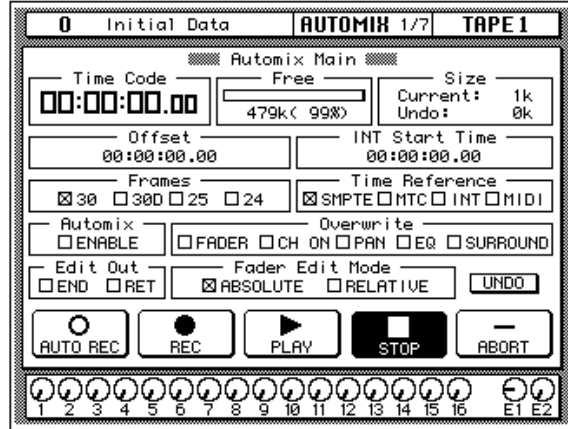 0 Initial Data AUTOMIX 1/7 TAPE 1
Automix Main
Time Code Free Size
00:00:00.00 479k( 99%) Current: 1k
Undo: 0k
Offset INT Start Time
00:00:00.00 00:00:00.00
Frames Time Reference
30 30D 25 24 SMPTE MTC INT MIDI
Automix Overwrite
ENABLE FADER CH ON PAN EQ SURROUND
Edit Out Fader Edit Mode
END RET ABSOLUTE RELATIVE UNDO
AUTO REC REC PLAY STOP ABORT
1 2 3 4 5 6 7 8 9 10 11 12 13 14 15 16 E1 E2